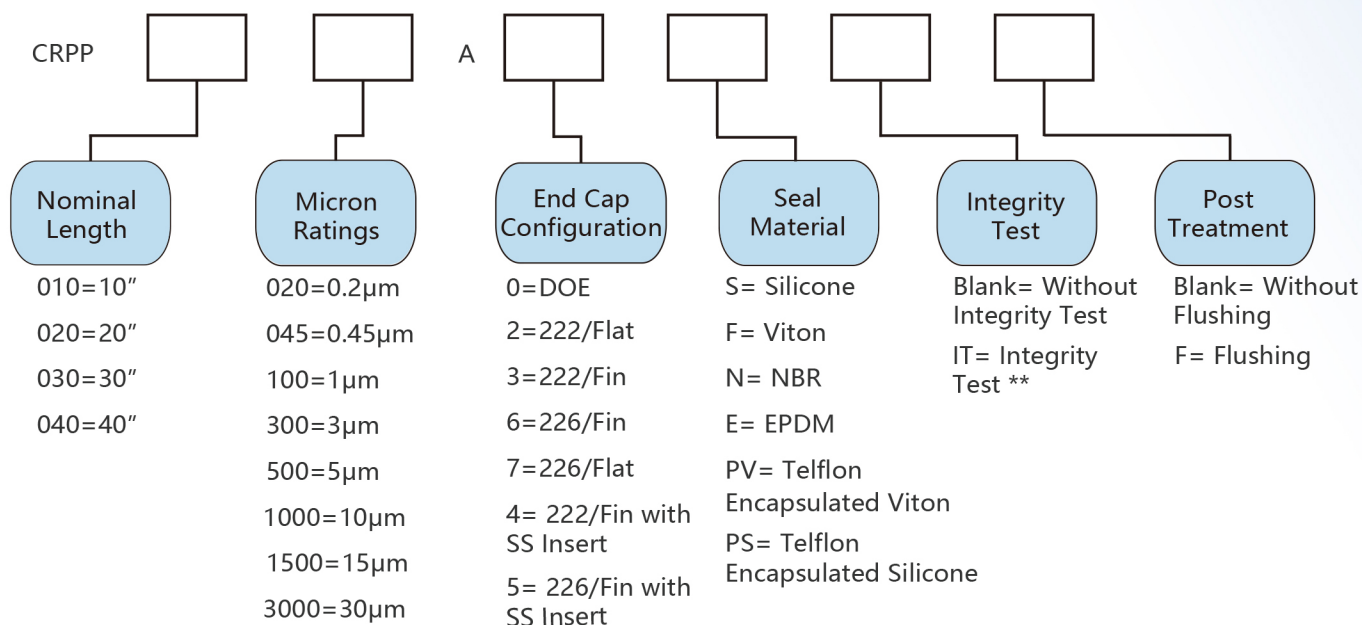 CRPP
A
Nominal
Length
010=10″
020=20″
030=30″
040=40″
Micron
Ratings
020=0.2μm
045=0.45μm
100=1μm
300=3μm
500=5μm
1000=10μm
1500=15μm
3000=30μm
End Cap
Configuration
0=DOE
2=222/Flat
3=222/Fin
6=226/Fin
7=226/Flat
4= 222/Fin with
SS Insert
5= 226/Fin with
SS Insert
Seal
Material
S= Silicone
F= Viton
N= NBR
E= EPDM
PV= Telflon
Encapsulated Viton
PS= Telflon
Encapsulated Silicone
Integrity
Test
Blank= Without
Integrity Test
IT= Integrity
Test **
Post
Treatment
Blank= Without
Flushing
F= Flushing